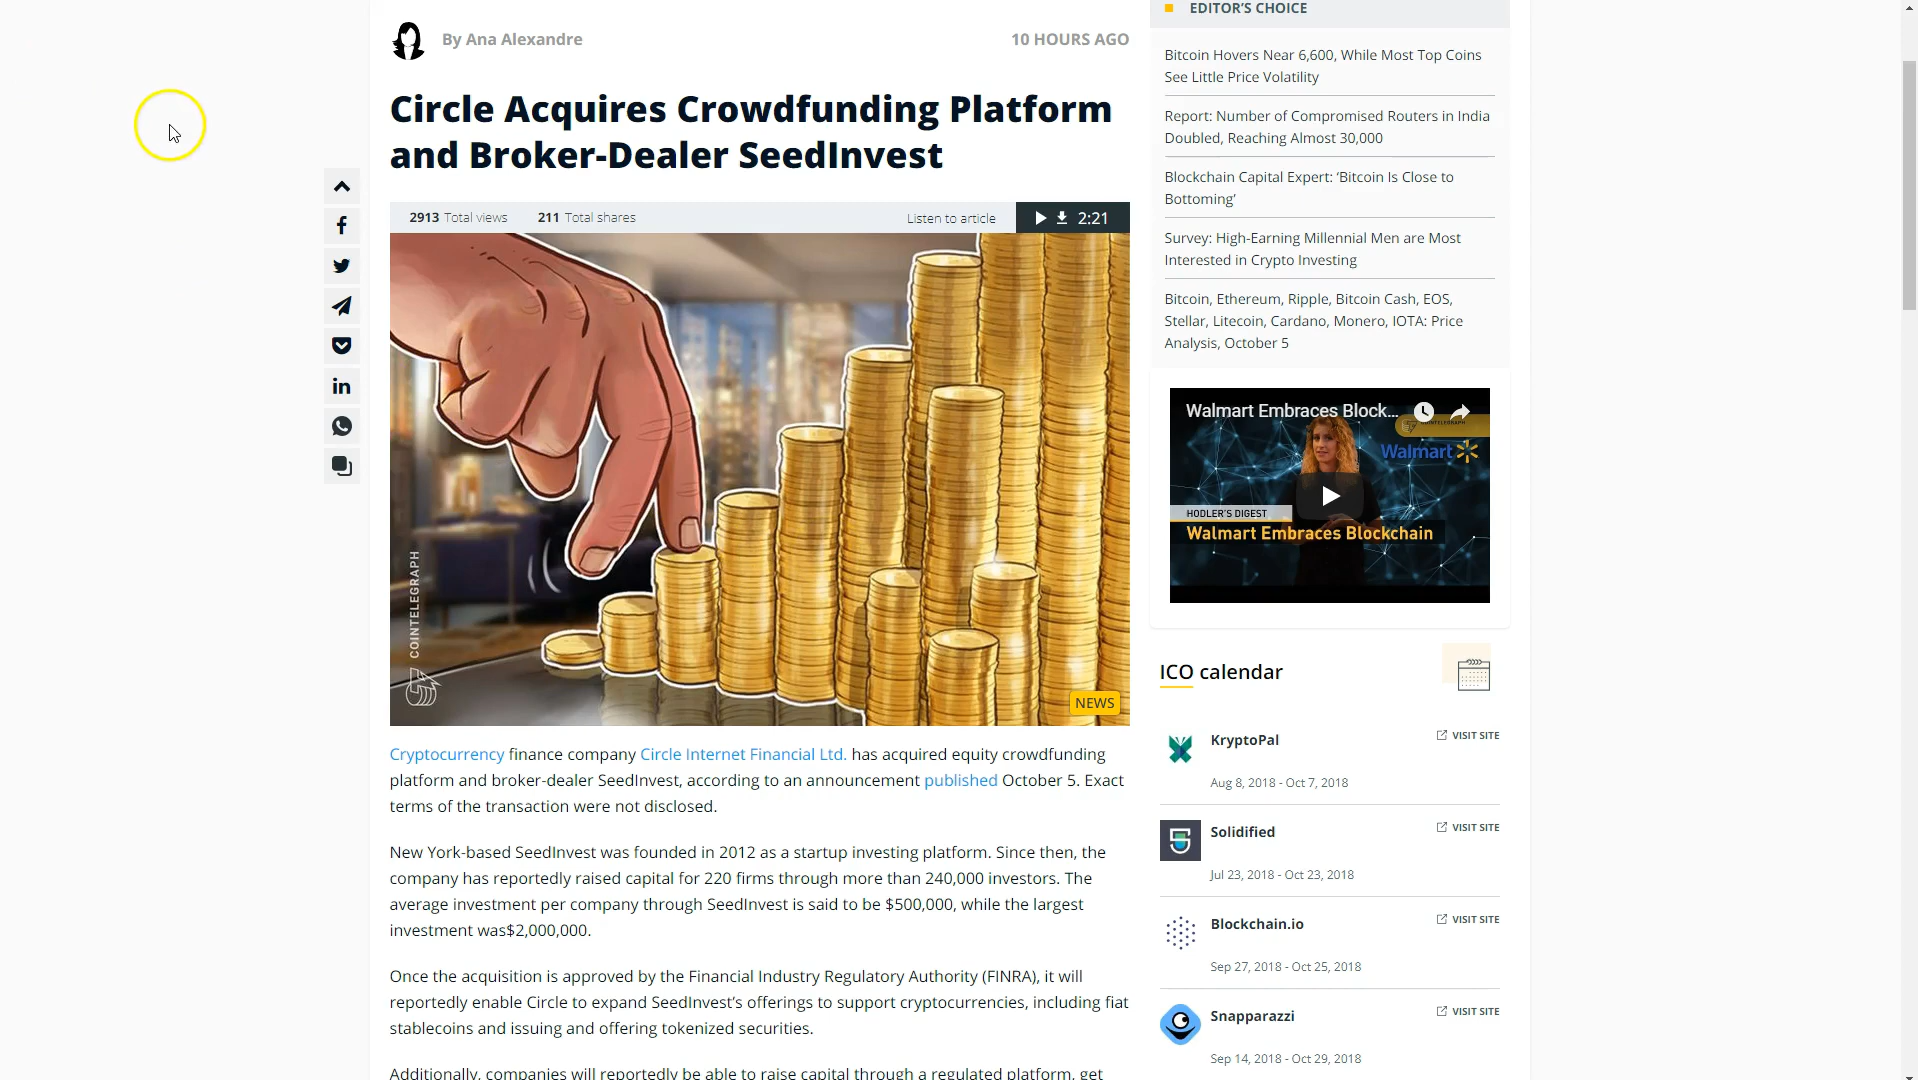 By Ana Alexandre
10 HOURS AGO
Circle Acquires Crowdfunding Platform
and Broker-Dealer SeedInvest
2913 Total views 211 Total shares
Listen to article
2:21
COINTELEGRAPH
NEWS
Cryptocurrency finance company Circle Internet Financial Ltd. has acquired equity crowdfunding
platform and broker-dealer SeedInvest, according to an announcement published October 5. Exact
terms of the transaction were not disclosed.
New York-based SeedInvest was founded in 2012 as a startup investing platform. Since then, the
company has reportedly raised capital for 220 firms through more than 240,000 investors. The
average investment per company through SeedInvest is said to be $500,000, while the largest
investment was$2,000,000.
Once the acquisition is approved by the Financial Industry Regulatory Authority (FINRA), it will
reportedly enable Circle to expand SeedInvest’s offerings to support cryptocurrencies, including fiat
stablecoins and issuing and offering tokenized securities.
Additionally, companies will reportedly be able to raise capital through a regulated platform, get
EDITOR’S CHOICE
Bitcoin Hovers Near 6,600, While Most Top Coins
See Little Price Volatility
Report: Number of Compromised Routers in India
Doubled, Reaching Almost 30,000
Blockchain Capital Expert: ‘Bitcoin Is Close to
Bottoming’
Survey: High-Earning Millennial Men are Most
Interested in Crypto Investing
Bitcoin, Ethereum, Ripple, Bitcoin Cash, EOS,
Stellar, Litecoin, Cardano, Monero, IOTA: Price
Analysis, October 5
Walmart Embraces Block...
COINTELEGRAPH
Walmart
HODLER’S DIGEST
Walmart Embraces Blockchain
ICO calendar
KryptoPal
VISIT SITE
Aug 8, 2018 - Oct 7, 2018
Solidified
VISIT SITE
Jul 23, 2018 - Oct 23, 2018
Blockchain.io
VISIT SITE
Sep 27, 2018 - Oct 25, 2018
Snapparazzi
VISIT SITE
Sep 14, 2018 - Oct 29, 2018